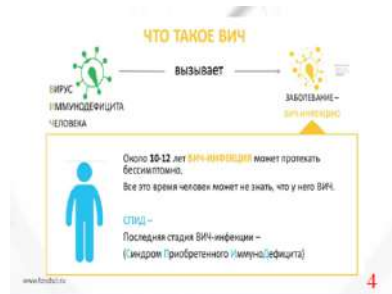 ЧТО ТАКОЕ ВИЧ
ВИРУС
ИММУНОДЕФИЦИТА
ЧЕЛОВЕКА
вызывает
ЗАБОЛЕВАНИЕ –
ВИЧ-ИНФЕКЦИЮ
Около 10-12 лет ВИЧ-ИНФЕКЦИЯ может протекать
бессимптомно.
Все это время человек может не знать, что у него ВИЧ.
СПИД –
Последняя стадия ВИЧ-инфекции –
(Синдром Приобретенного ИммуноДефицита)
4